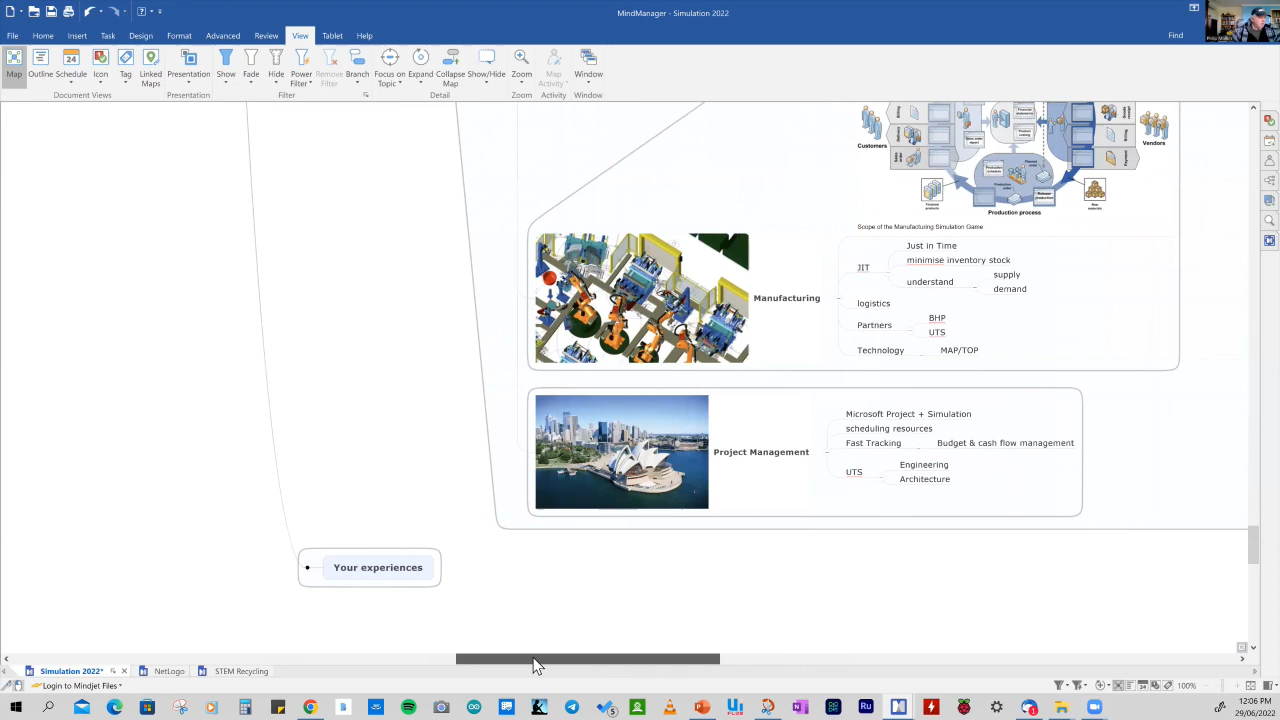 MindManager - Simulation 2022
File Home Insert Task Design Format Advanced Review View Tablet Help
Find
Map Outline Schedule Icon Tag Linked Maps Presentation Show Fade Hide Power Filter Remove Filter Branch Focus on Topic Expand Collapse Map Show/Hide Zoom Map Activity Window
Document Views Presentation Filter Detail Zoom Activity Window
24
Customers
Vendors
Production process
Scope of the Manufacturing Simulation Game
Manufacturing
JIT
Just in Time
minimise inventory stock
understand
supply
demand
logistics
Partners
BHP
UTS
Technology
MAP/TOP
Project Management
Microsoft Project + Simulation
scheduling resources
Fast Tracking
Budget & cash flow management
UTS
Engineering
Architecture
Your experiences
Simulation 2022*
NetLogo
STEM Recycling
Login to Mindjet Files
100%
12:06 PM
29/06/2022